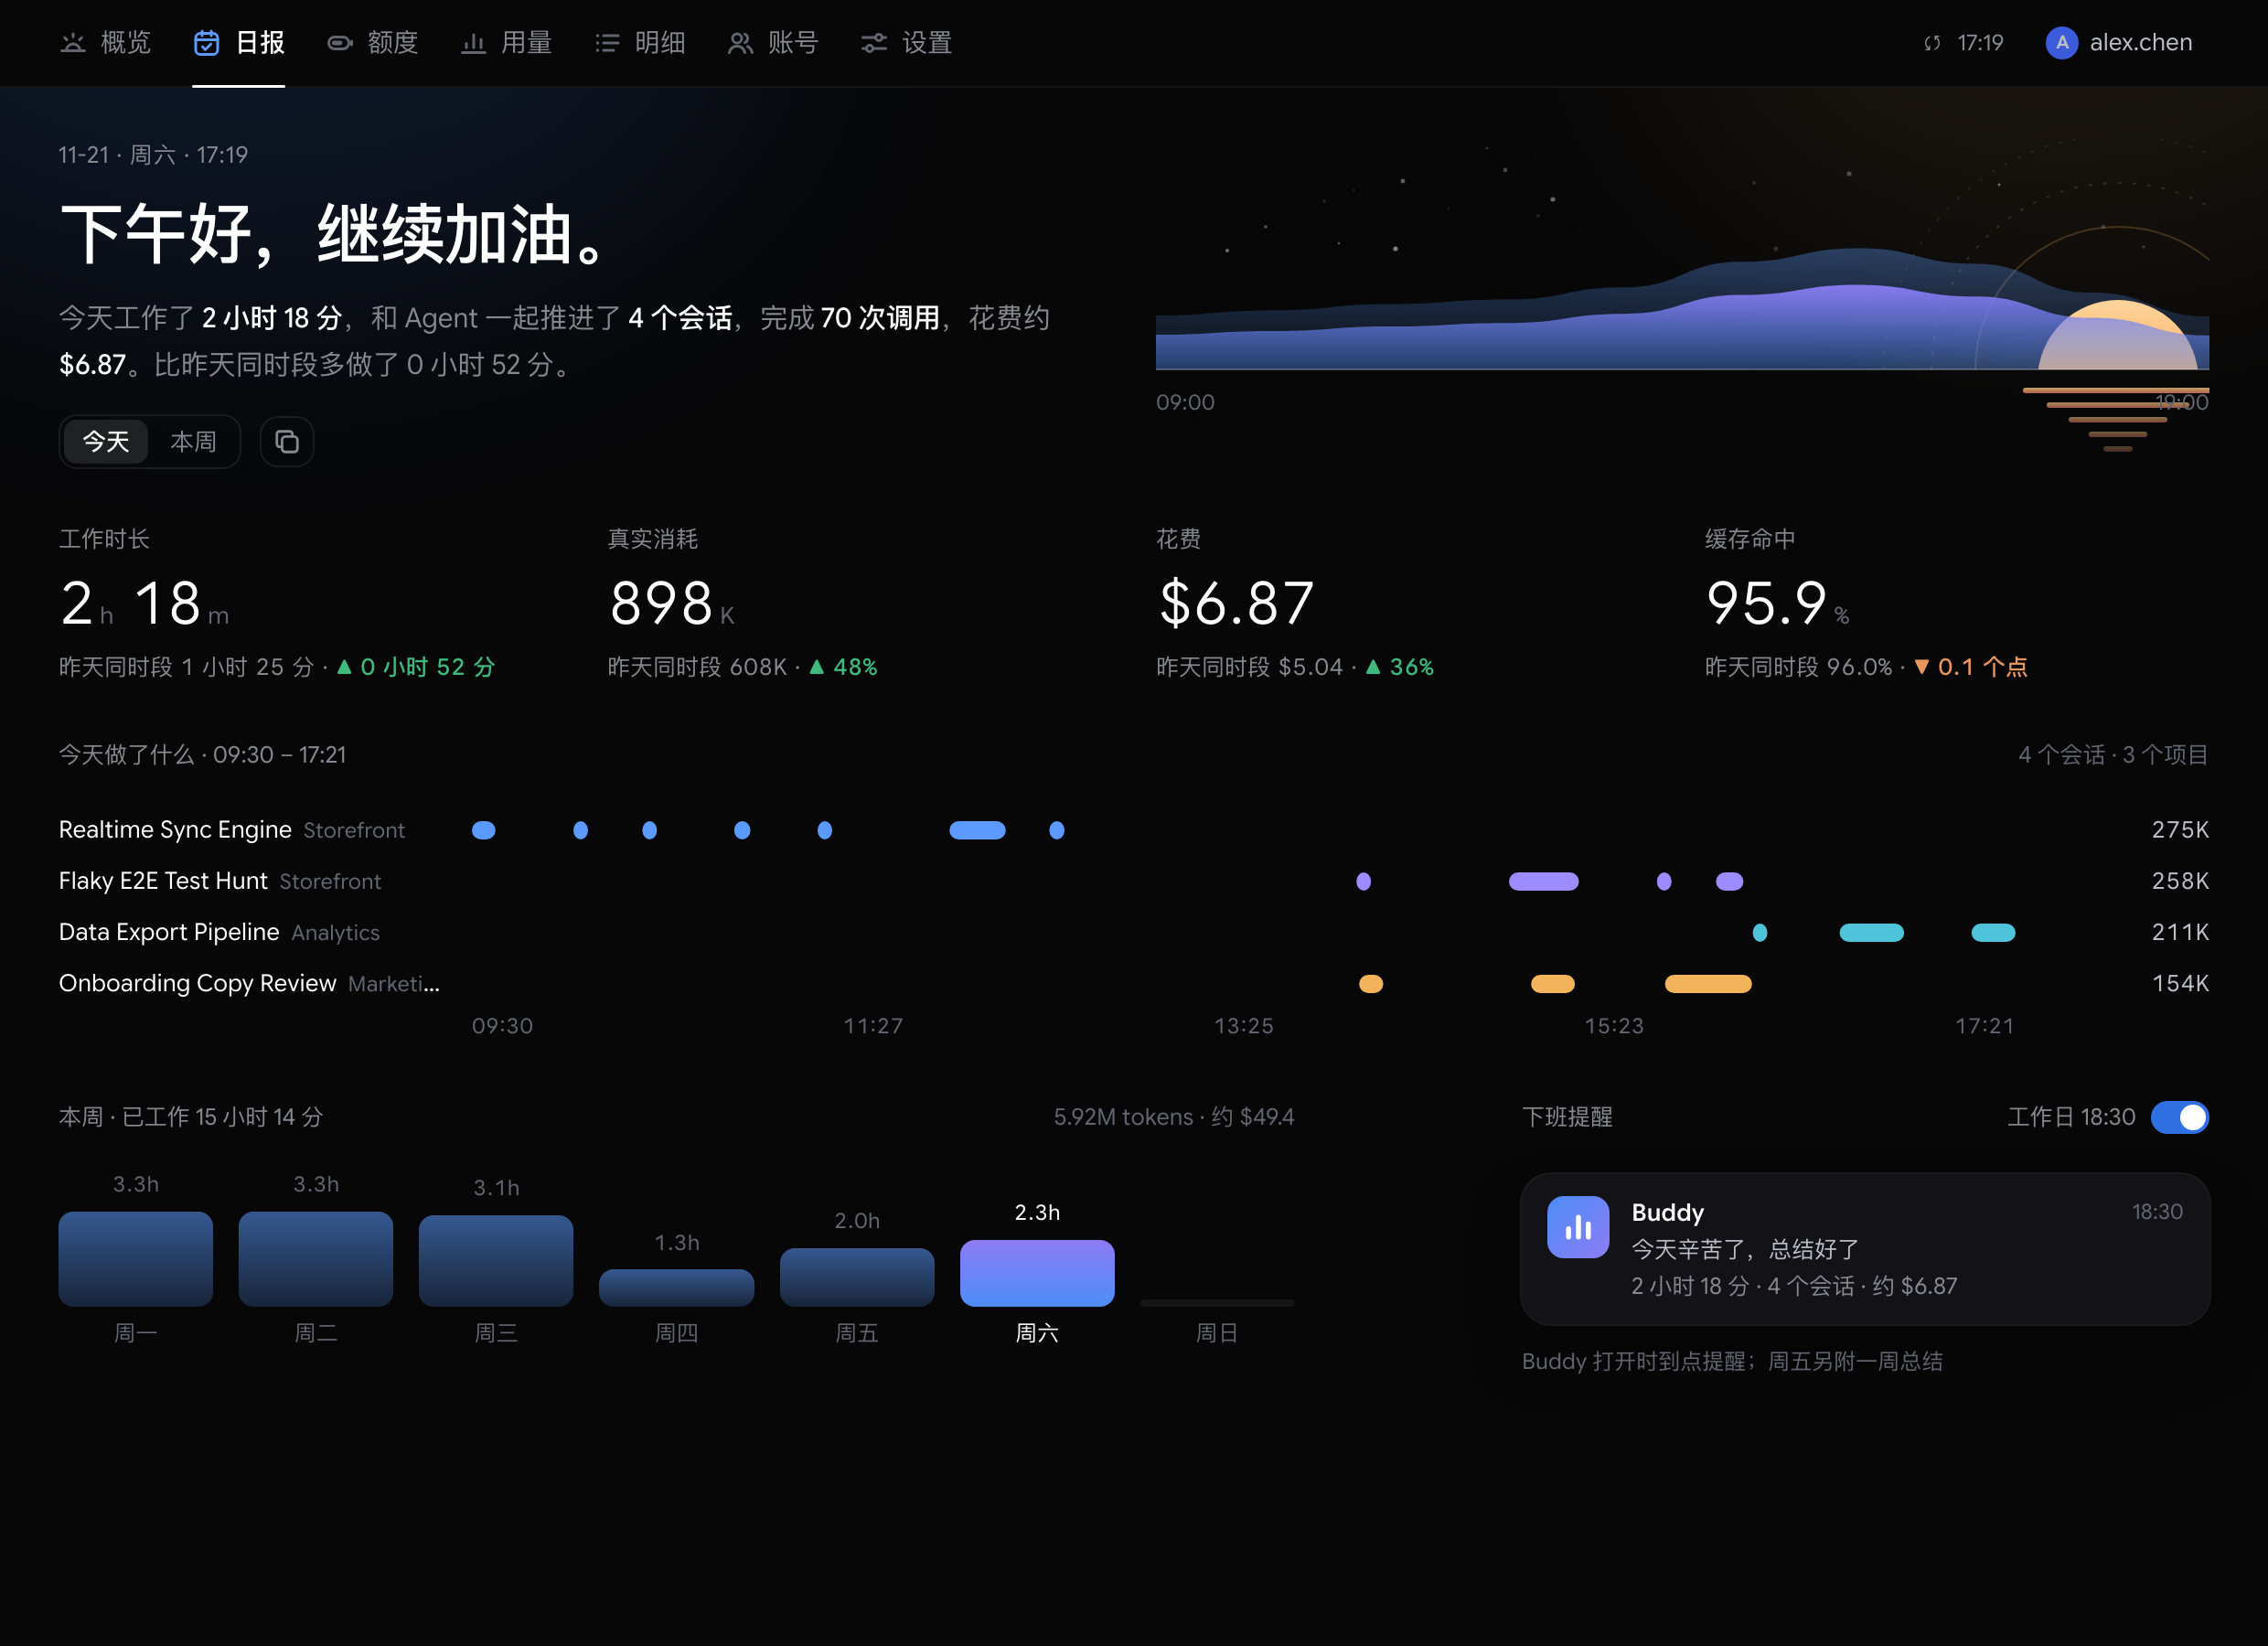 概览 日报 额度 用量 明细 账号 设置 17:19 A alex.chen
11-21 · 周六 · 17:19
下午好，继续加油。
今天工作了 2 小时 18 分，和 Agent 一起推进了 4 个会话，完成 70 次调用，花费约
$6.87。比昨天同时段多做了 0 小时 52 分。
09:00 19:00
今天 本周
工作时长 真实消耗 花费 缓存命中
2 h 18 m 898 K $6.87 95.9 %
昨天同时段 1 小时 25 分 · ▲ 0 小时 52 分 昨天同时段 608K · ▲ 48% 昨天同时段 $5.04 · ▲ 36% 昨天同时段 96.0% · ▼ 0.1 个点
今天做了什么 · 09:30 – 17:21 4 个会话 · 3 个项目
Realtime Sync Engine Storefront 275K
Flaky E2E Test Hunt Storefront 258K
Data Export Pipeline Analytics 211K
Onboarding Copy Review Marketi... 154K
09:30 11:27 13:25 15:23 17:21
本周 · 已工作 15 小时 14 分 5.92M tokens · 约 $49.4
3.3h 3.3h 3.1h 1.3h 2.0h 2.3h
周一 周二 周三 周四 周五 周六 周日
下班提醒 工作日 18:30
Buddy 18:30
今天辛苦了，总结好了
2 小时 18 分 · 4 个会话 · 约 $6.87
Buddy 打开时到点提醒；周五另附一周总结